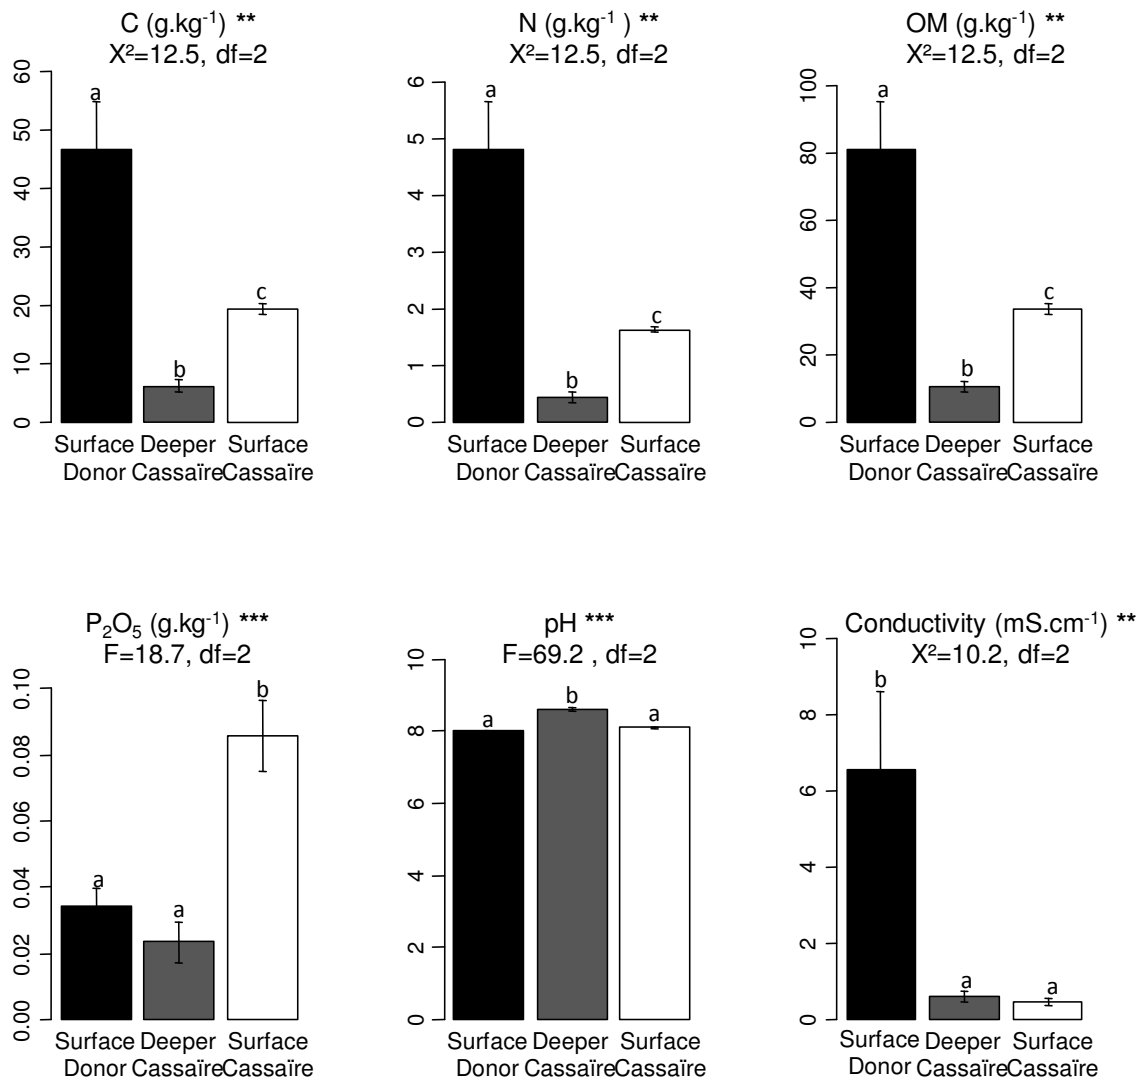 C (g.kg⁻¹) **
X²=12.5, df=2
60
50
40
30
20
10
0
a
b
c
Surface Deeper Surface
Donor Cassaïre Cassaïre
N (g.kg⁻¹ ) **
X²=12.5, df=2
6
5
4
3
2
1
0
a
b
c
Surface Deeper Surface
Donor Cassaïre Cassaïre
OM (g.kg⁻¹) **
X²=12.5, df=2
100
80
60
40
20
0
a
b
c
Surface Deeper Surface
Donor Cassaïre Cassaïre
P₂O₅ (g.kg⁻¹) ***
F=18.7, df=2
0.10
0.08
0.06
0.04
0.02
0.00
a
a
b
Surface Deeper Surface
Donor Cassaïre Cassaïre
pH ***
F=69.2 , df=2
10
8
6
4
2
0
a
b
a
Surface Deeper Surface
Donor Cassaïre Cassaïre
Conductivity (mS.cm⁻¹) **
X²=10.2, df=2
10
8
6
4
2
0
b
a
a
Surface Deeper Surface
Donor Cassaïre Cassaïre